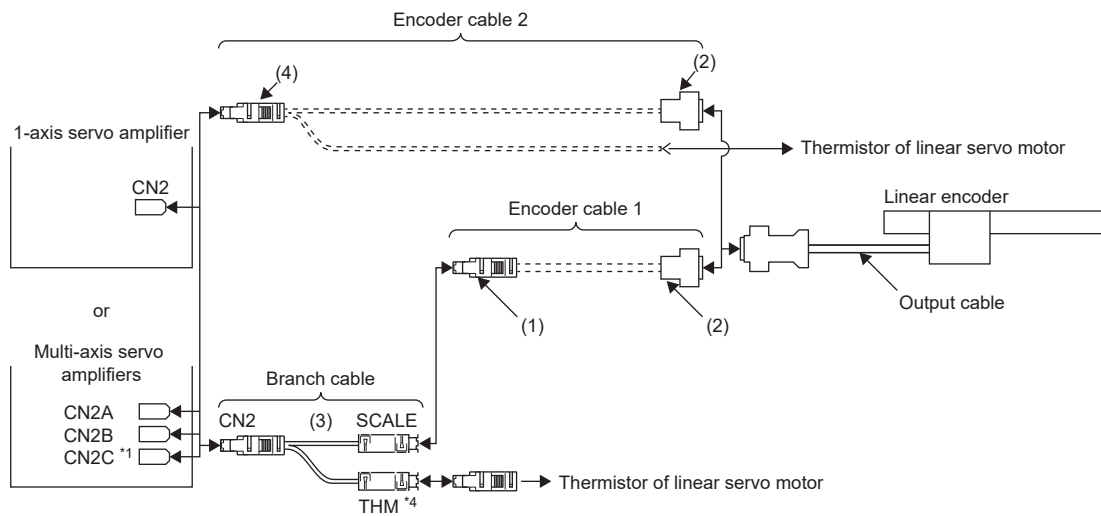 Encoder cable 2
(4)
(2)
1-axis servo amplifier
Thermistor of linear servo motor
CN2
Linear encoder
Encoder cable 1
Output cable
or
(1)
(2)
Multi-axis servo
amplifiers
Branch cable
CN2A
CN2
(3)
SCALE
CN2B
CN2C *1
Thermistor of linear servo motor
THM *4